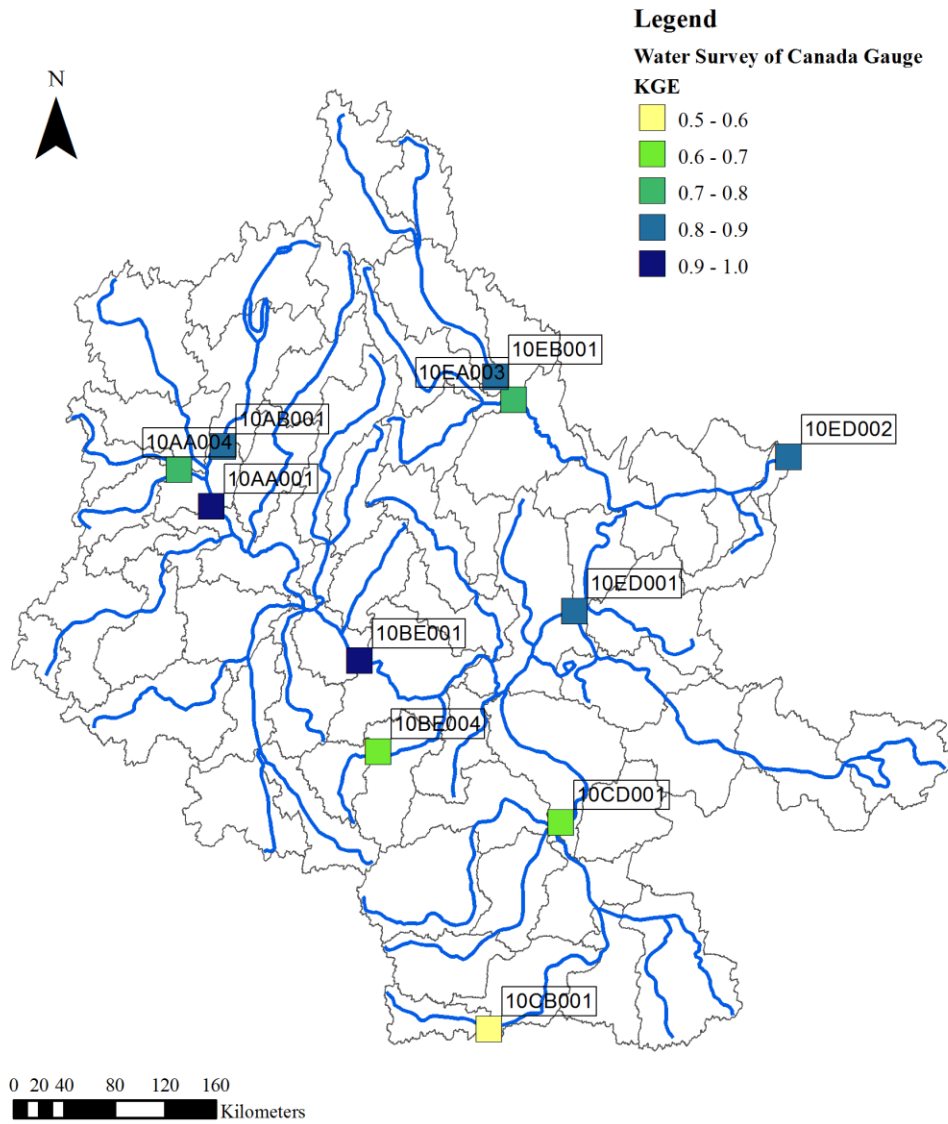 Legend
Water Survey of Canada Gauge
KGE
0.5 - 0.6
0.6 - 0.7
0.7 - 0.8
0.8 - 0.9
0.9 - 1.0
N
10EB001
10EA003
10AB001
10AA004
10ED002
10AA001
10ED001
10BE001
10BE004
10CD001
10CB001
0 20 40 80 120 160
Kilometers